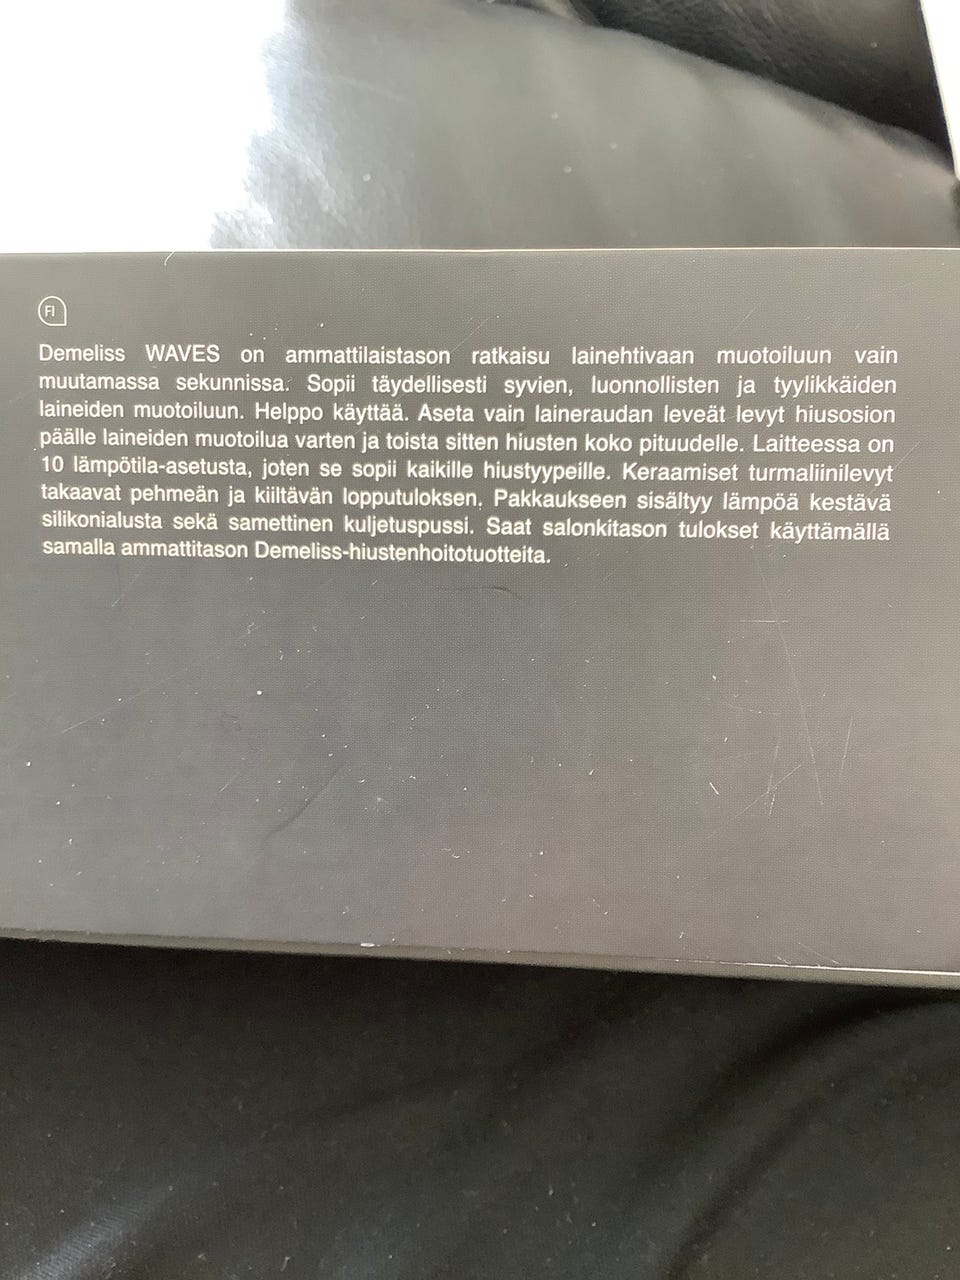 FI
Demeliss WAVES on ammattilaistason ratkaisu lainehtivaan muotoiluun vain
muutamassa sekunnissa. Sopii täydellisesti syvien, luonnollisten ja tyylikkäiden
laineiden muotoiluun. Helppo käyttää. Aseta vain laineraudan leveät levyt hiusosion
päälle laineiden muotoilua varten ja toista sitten hiusten koko pituudelle. Laitteessa on
10 lämpötila-asetusta, joten se sopii kaikille hiustyypeille. Keraamiset turmaliinilevyt
takaavat pehmeän ja kiiltävän lopputuloksen. Pakkaukseen sisältyy lämpöä kestävä
silikonialusta sekä samettinen kuljetuspussi. Saat salonkitason tulokset käyttämällä
samalla ammattitason Demeliss-hiustenhoitotuotteita.